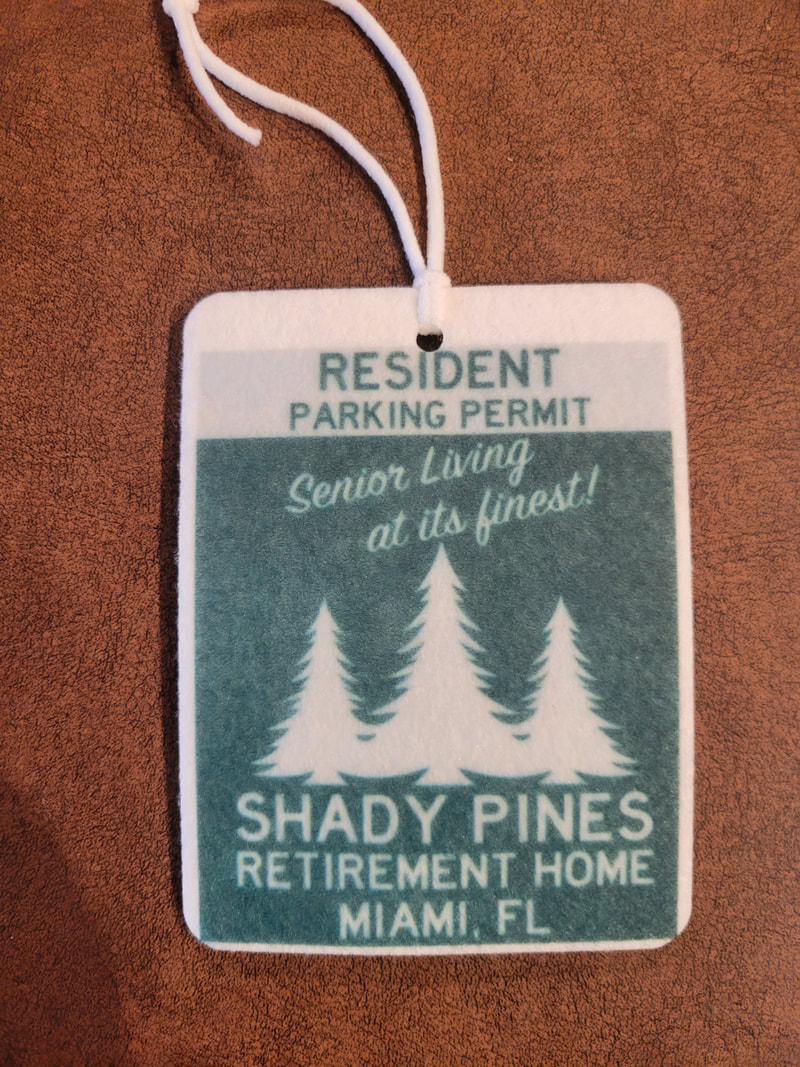 RESIDENT
PARKING PERMIT
Senior Living
at its finest!
SHADY PINES
RETIREMENT HOME
MIAMI, FL